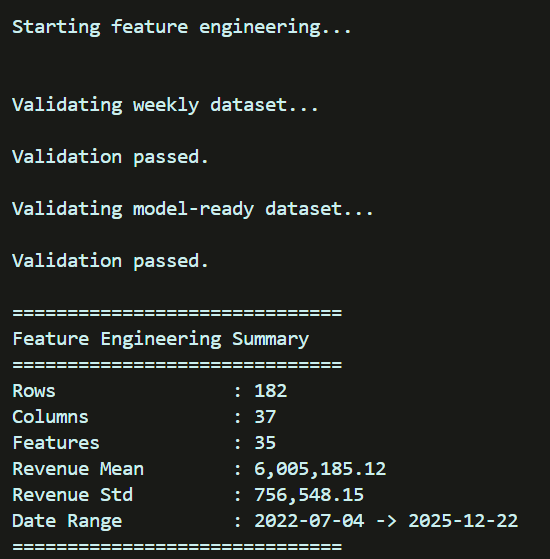 Starting feature engineering...
Validating weekly dataset...
Validation passed.
Validating model-ready dataset...
Validation passed.
==============================
Feature Engineering Summary
==============================
Rows                : 182
Columns             : 37
Features            : 35
Revenue Mean        : 6,005,185.12
Revenue Std         : 756,548.15
Date Range          : 2022-07-04 -> 2025-12-22
==============================